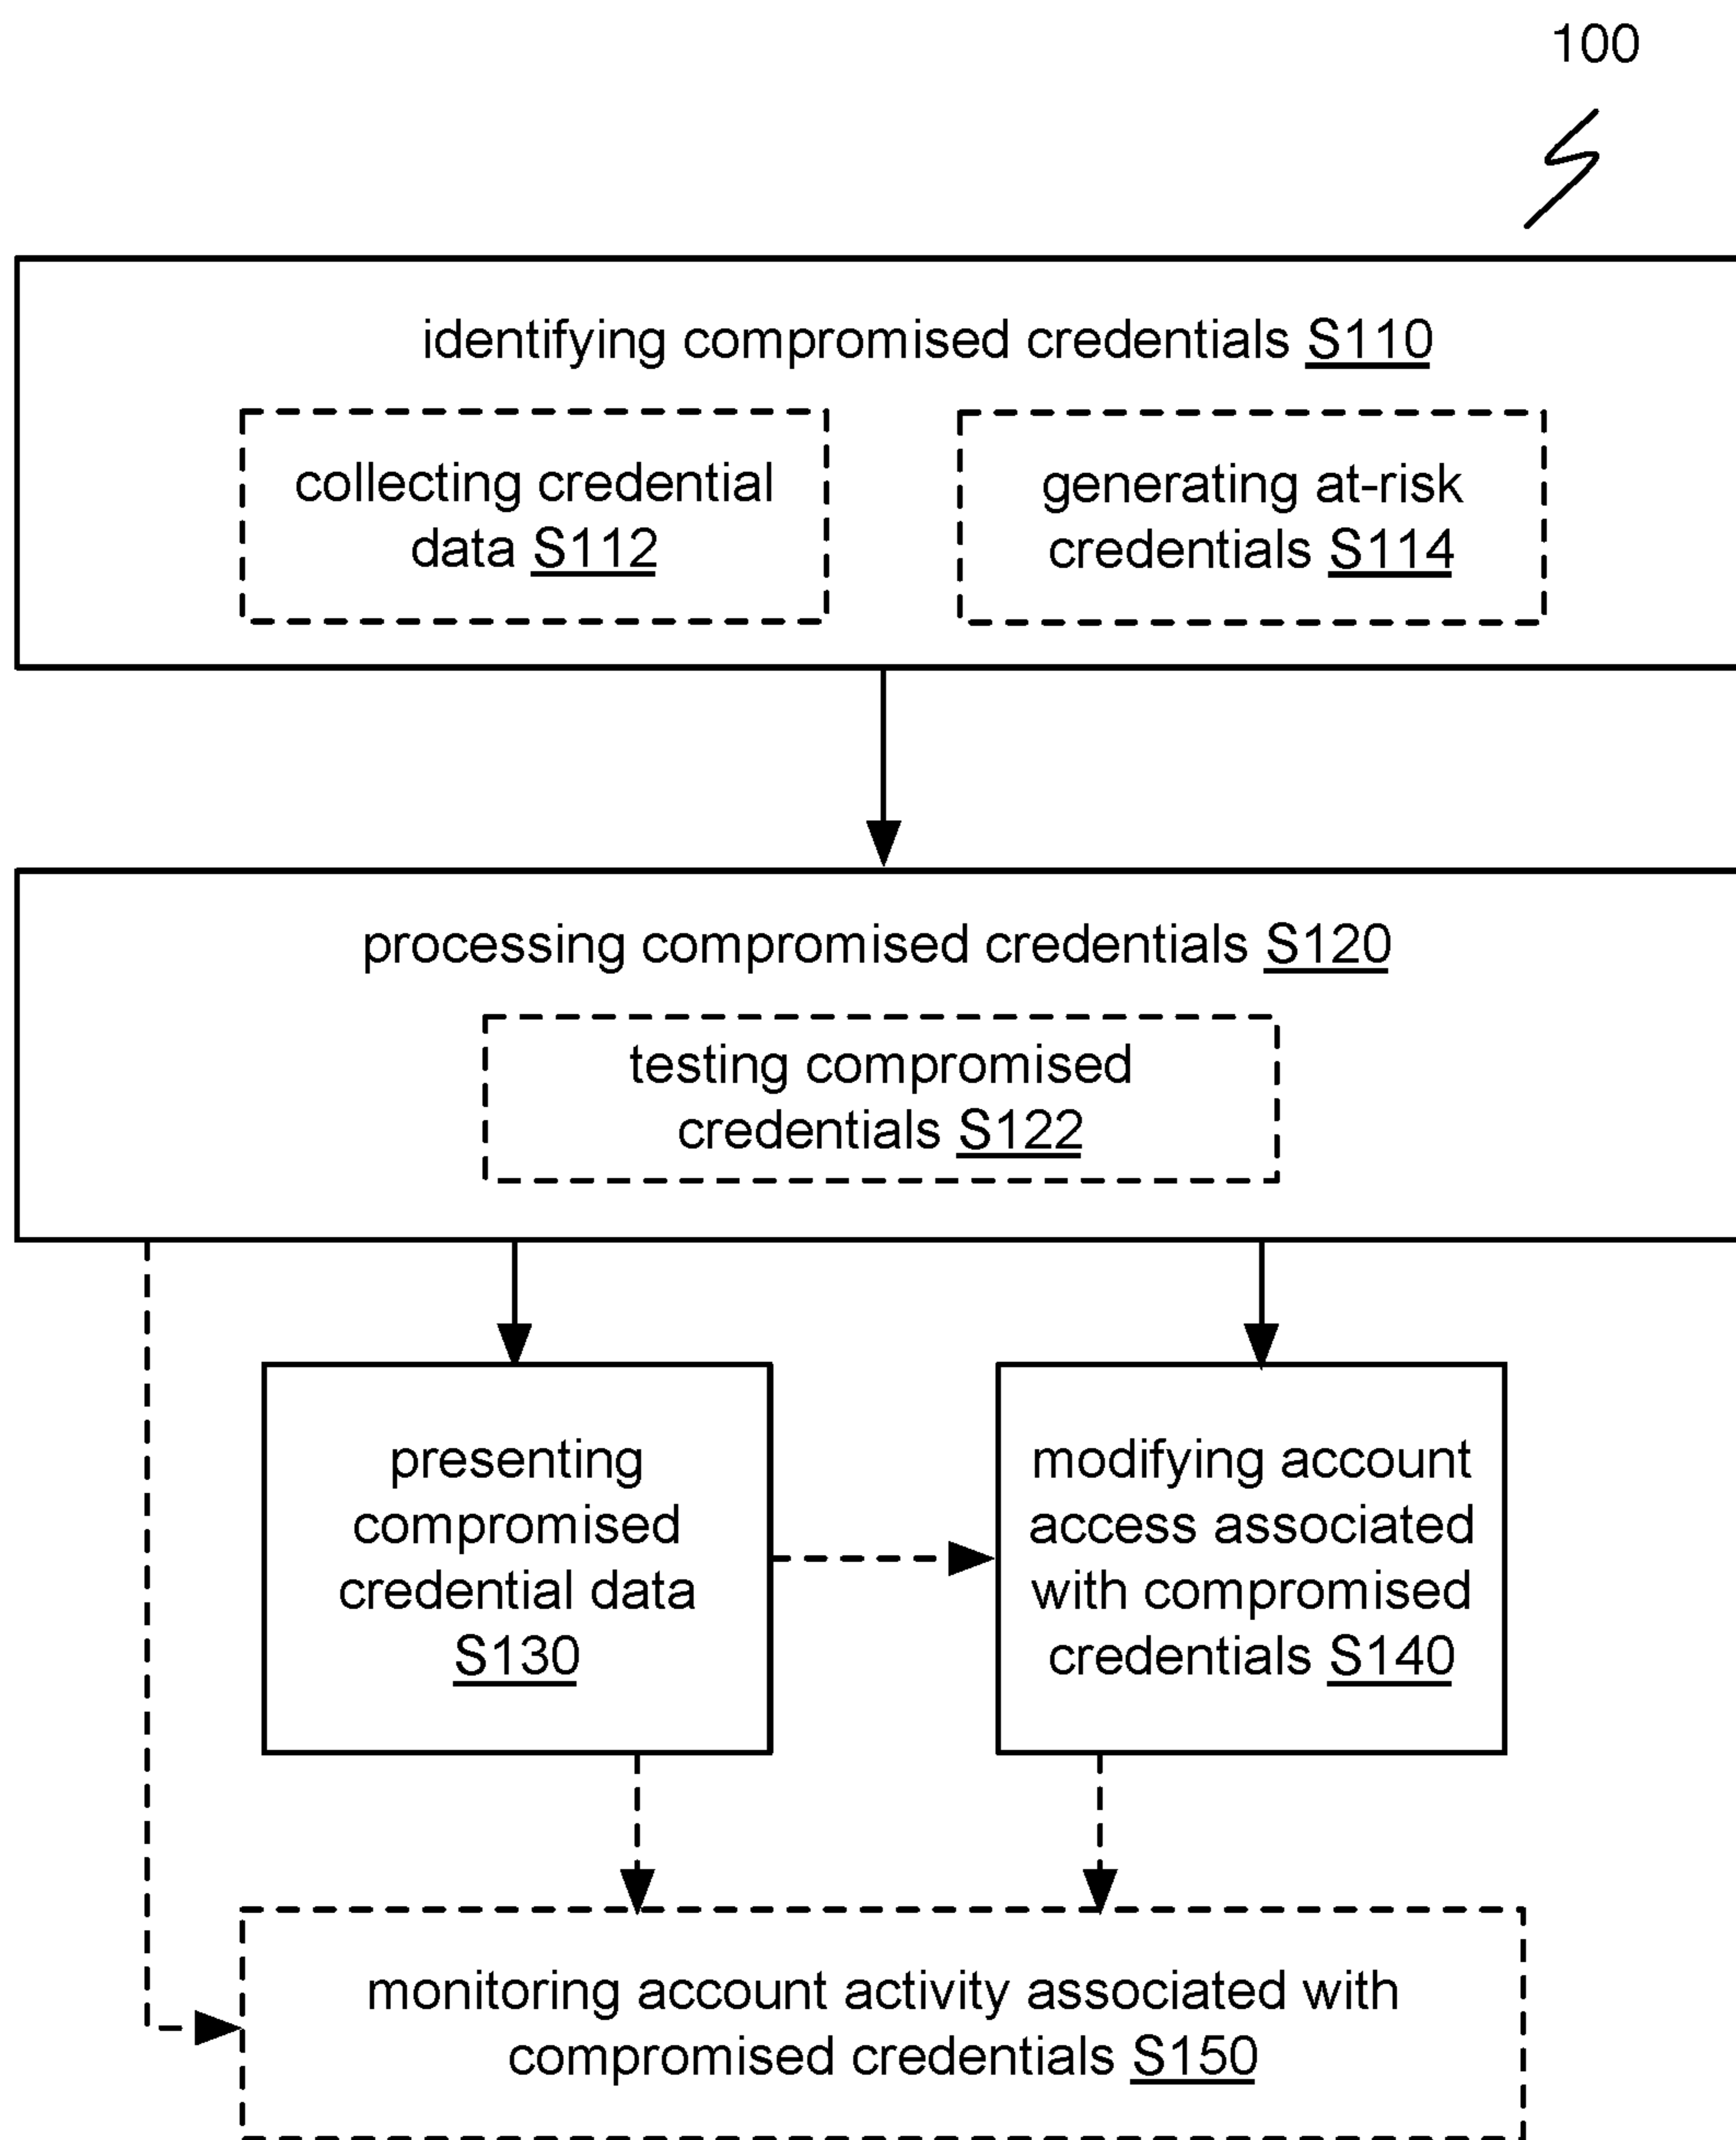 100
identifying compromised credentials S110
collecting credential
data S112
generating at-risk
credentials S114
processing compromised credentials S120
testing compromised
credentials S122
presenting
compromised
credential data
S130
modifying account
access associated
with compromised
credentials S140
monitoring account activity associated with
compromised credentials S150